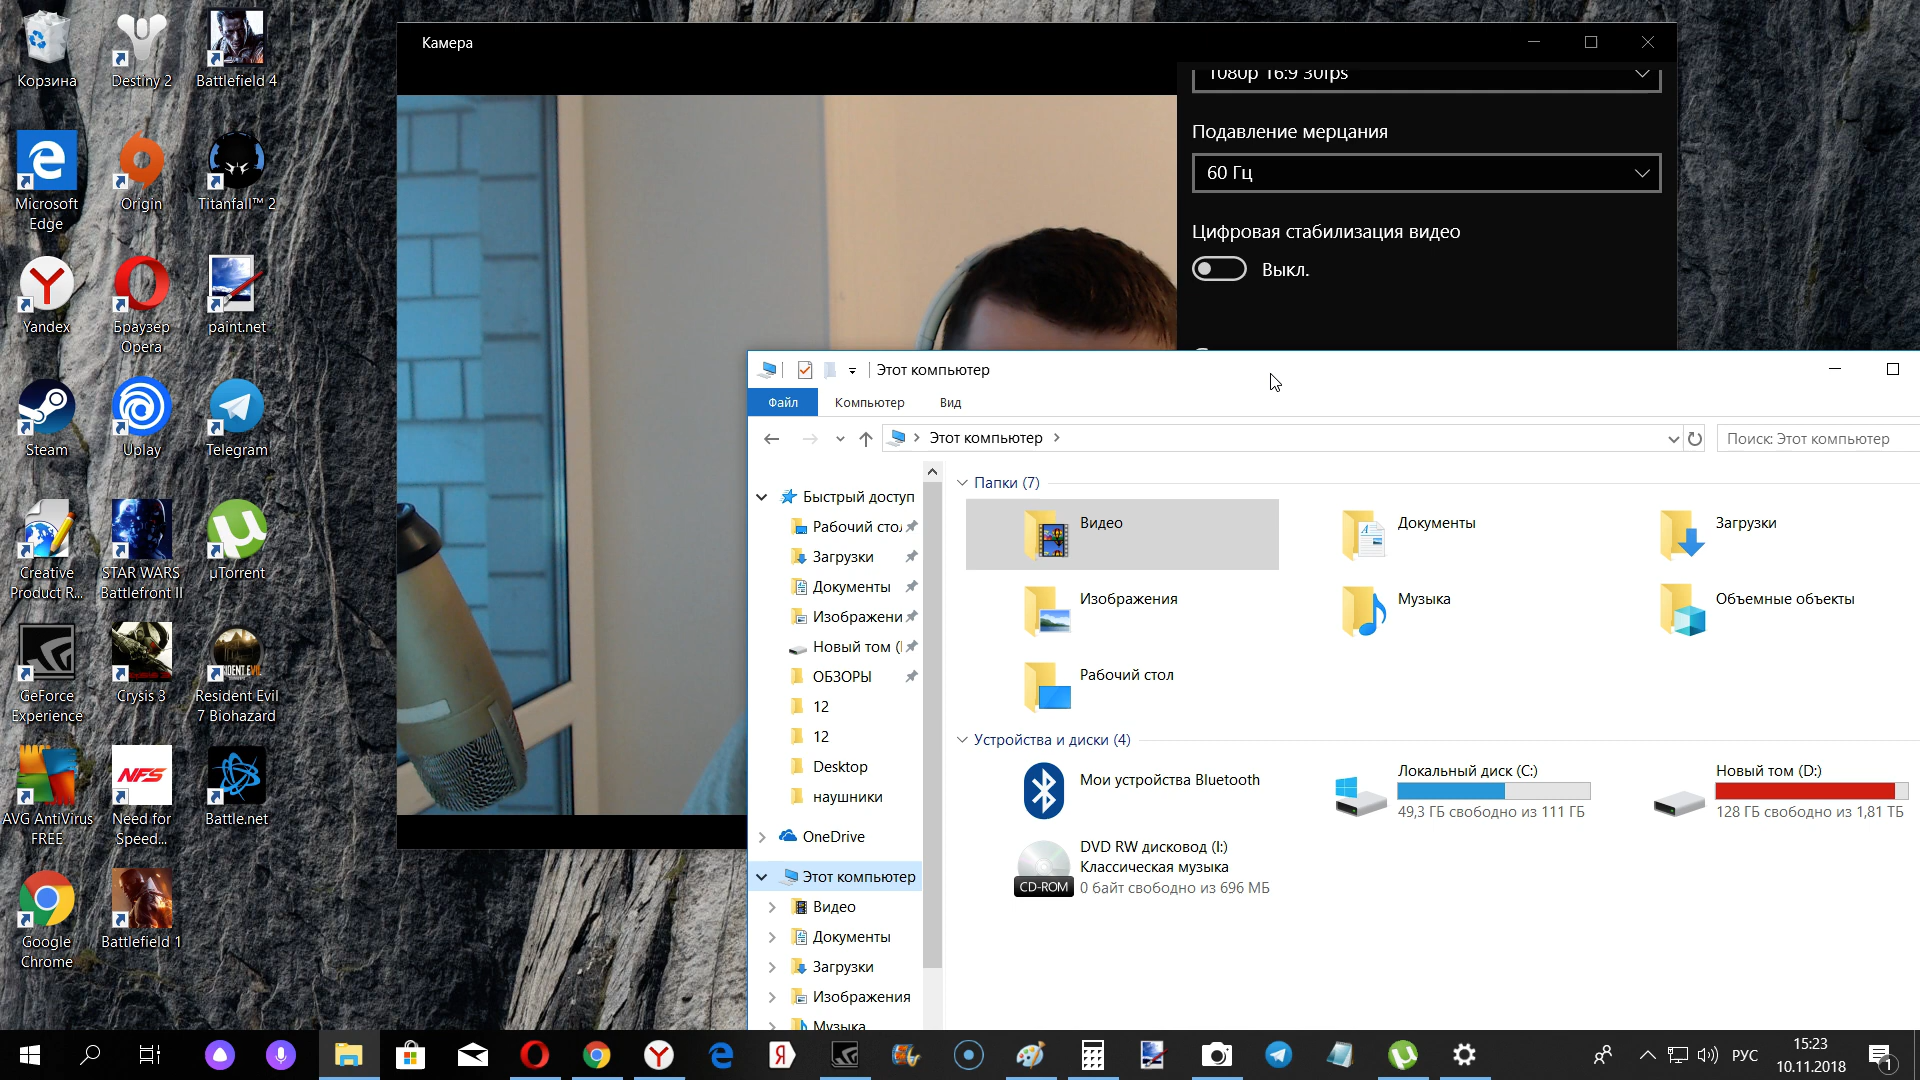 Корзина
Destiny 2
Battlefield 4
Microsoft
Edge
Origin
Titanfall™ 2
Yandex
Браузер
Opera
paint.net
Steam
Uplay
Telegram
Creative
Product R...
STAR WARS
Battlefront II
µTorrent
GeForce
Experience
Crysis 3
Resident Evil
7 Biohazard
AVG AntiVirus
FREE
NFS
Need for
Speed...
Battle.net
Google
Chrome
Battlefield 1
Камера
1080p 16:9 30fps
Подавление мерцания
60 Гц
Цифровая стабилизация видео
Выкл.
Этот компьютер
Файл
Компьютер
Вид
Этот компьютер
Поиск: Этот компьютер
Быстрый доступ
Рабочий сто
Загрузки
Документы
Изображени
Новый том (
ОБЗОРЫ
12
12
Desktop
наушники
OneDrive
Этот компьютер
Видео
Документы
Загрузки
Изображения
Музыка
Папки (7)
Видео
Документы
Загрузки
Изображения
Музыка
Объемные объекты
Рабочий стол
Устройства и диски (4)
Мои устройства Bluetooth
Локальный диск (C:)
49,3 ГБ свободно из 111 ГБ
Новый том (D:)
128 ГБ свободно из 1,81 ТБ
CD-ROM
DVD RW дисковод (I:)
Классическая музыка
0 байт свободно из 696 МБ
РУС
15:23
10.11.2018
1